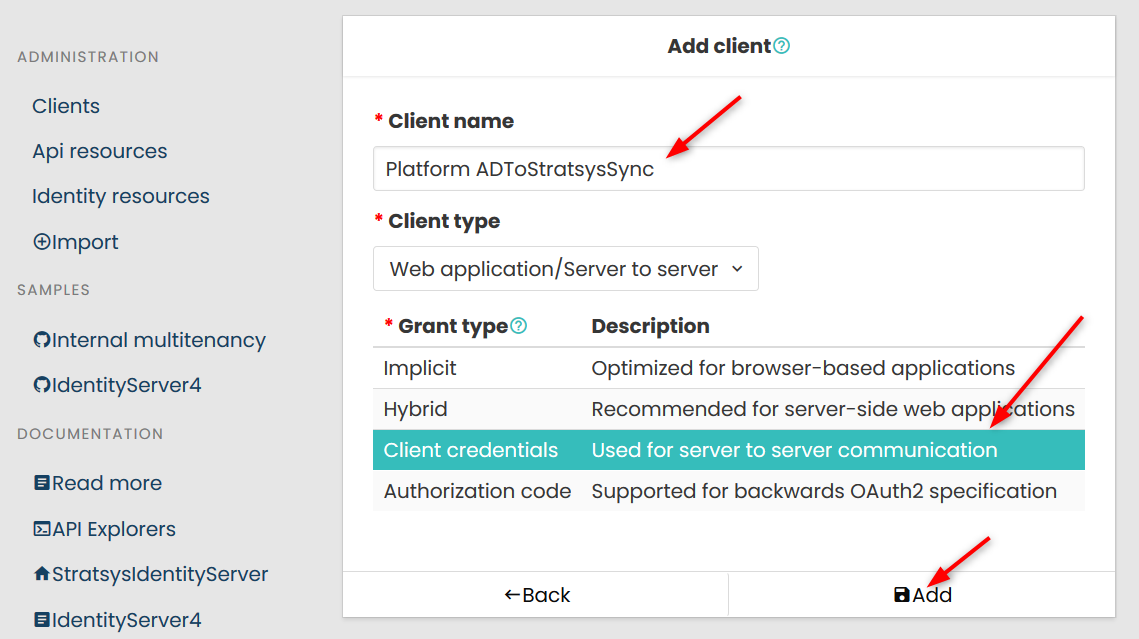 ADMINISTRATION
Clients
Api resources
Identity resources
Import
SAMPLES
Internal multitenancy
IdentityServer4
DOCUMENTATION
Read more
API Explorers
StratsysIdentityServer
IdentityServer4
Add client?
* Client name
Platform ADToStratsysSync
* Client type
Web application/Server to server
* Grant type? Description
Implicit Optimized for browser-based applications
Hybrid Recommended for server-side web applications
Client credentials Used for server to server communication
Authorization code Supported for backwards OAuth2 specification
←Back Add